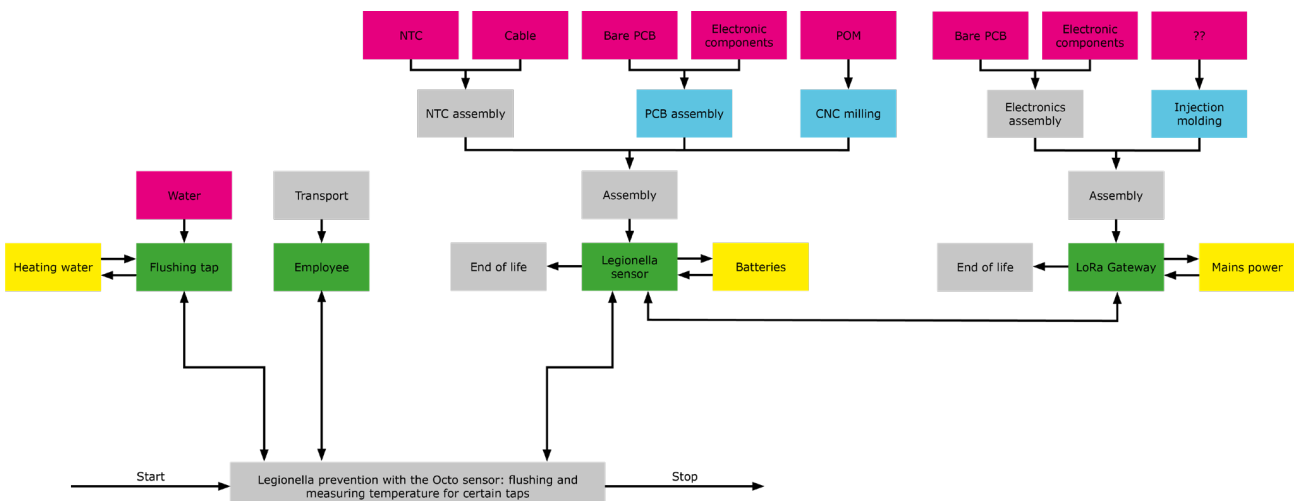 NTC
Cable
Bare PCB
Electronic
components
POM
Bare PCB
Electronic
components
??
NTC assembly
PCB assembly
CNC milling
Electronics
assembly
Injection
molding
Water
Transport
Assembly
Assembly
Heating water
Flushing tap
Employee
End of life
Legionella
sensor
Batteries
End of life
LoRa Gateway
Mains power
Start
Legionella prevention with the Octo sensor: flushing and
measuring temperature for certain taps
Stop